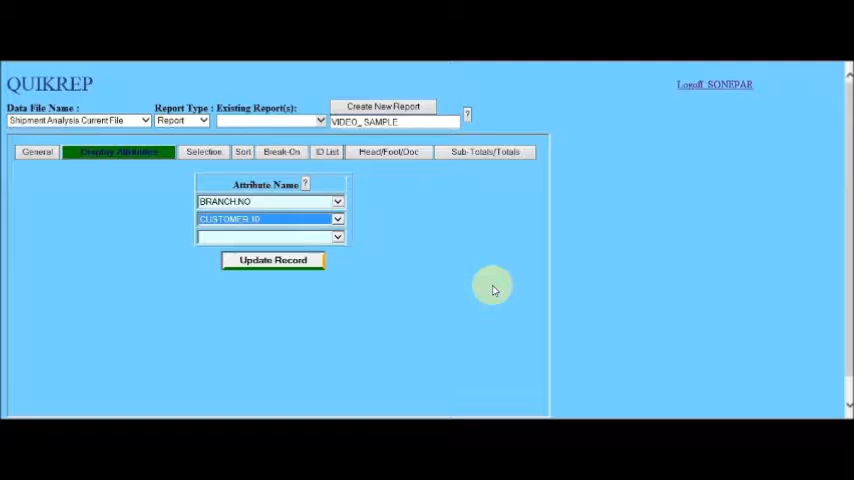 QUIKREP
Logoff SONEPAR
Data File Name : Report Type : Existing Report(s): Create New Report
Shipment Analysis Current File Report VIDEO_ SAMPLE ?
General Display Attributes Selection Sort Break-On ID List Head/Foot/Doc Sub-Totals/Totals
Attribute Name ?
BRANCH.NO
CUSTOMER.ID
Update Record